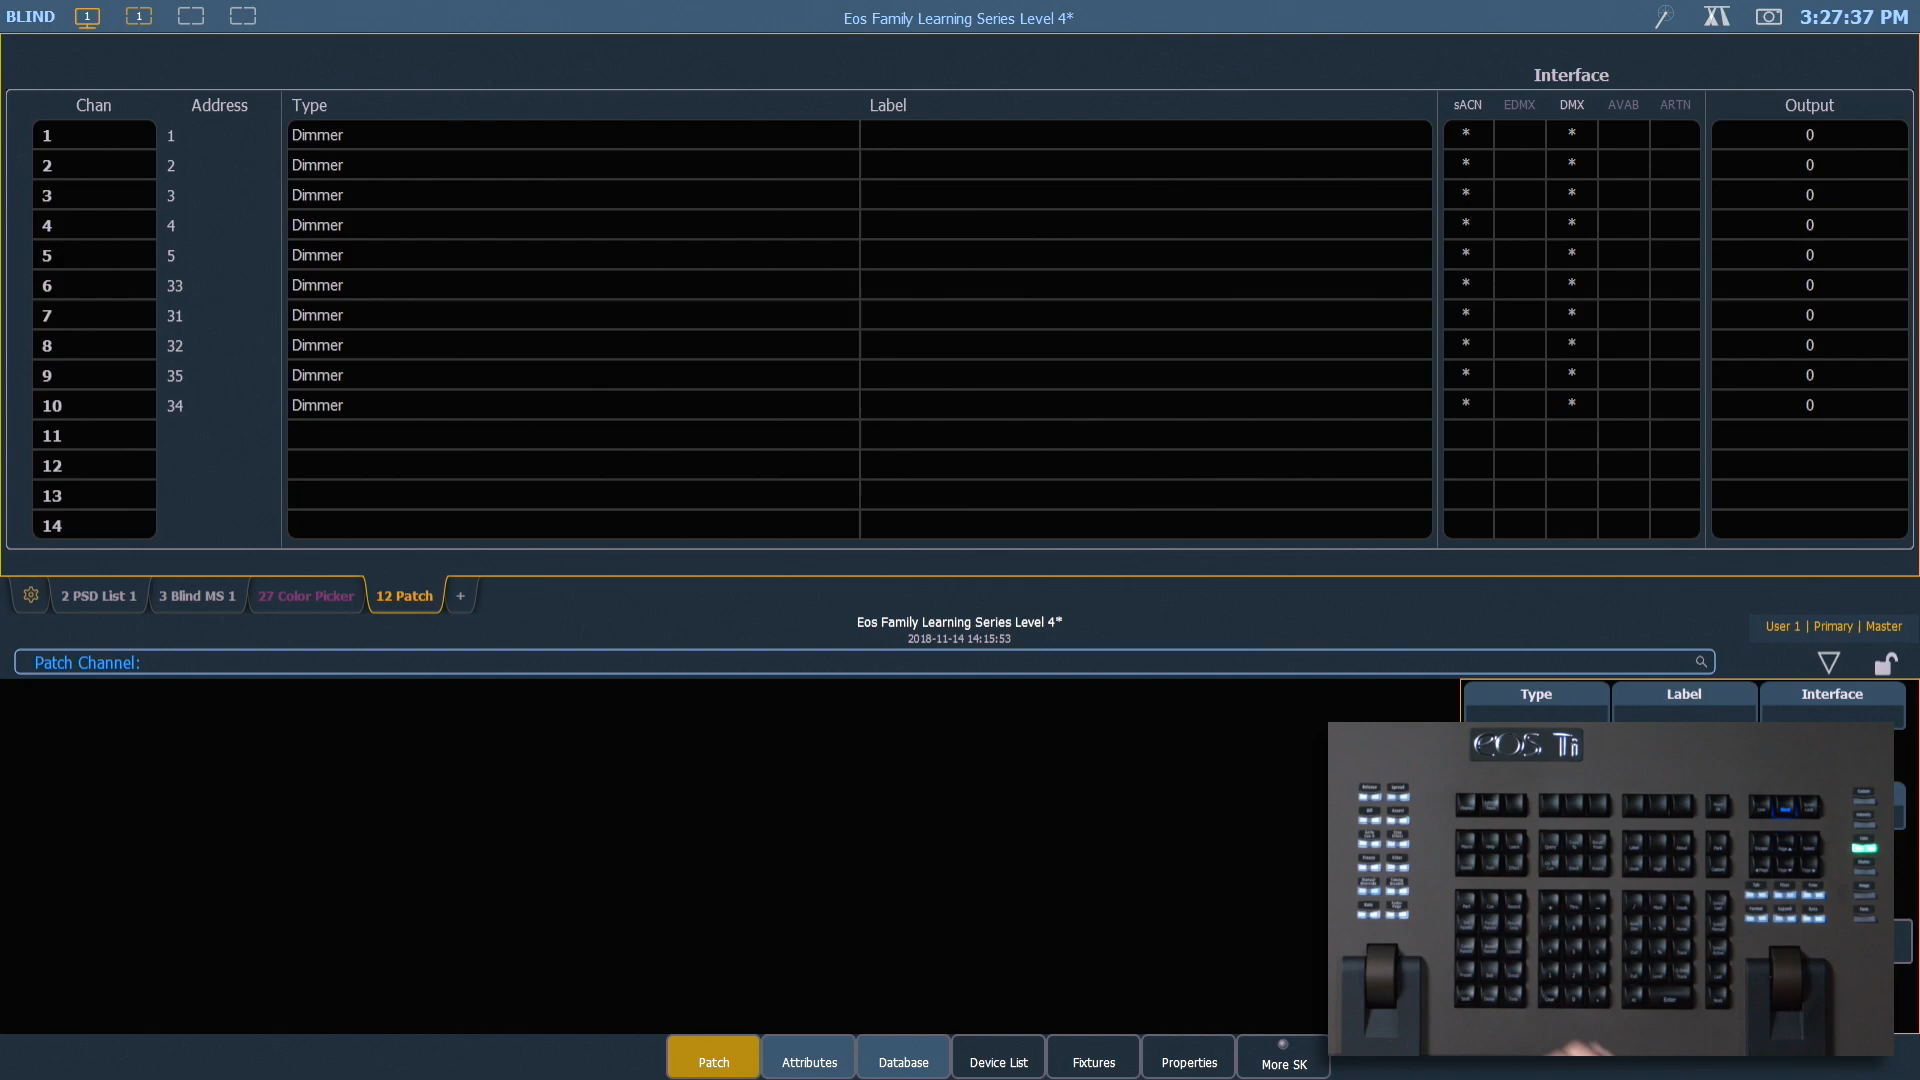 BLIND 1 1 Eos Family Learning Series Level 4* 3:27:37 PM
Interface
Chan Address Type Label sACN EDMX DMX AVAB ARTN Output
1 1 Dimmer * * 0
2 2 Dimmer * * 0
3 3 Dimmer * * 0
4 4 Dimmer * * 0
5 5 Dimmer * * 0
6 33 Dimmer * * 0
7 31 Dimmer * * 0
8 32 Dimmer * * 0
9 35 Dimmer * * 0
10 34 Dimmer * * 0
11
12
13
14
2 PSD List 1 3 Blind MS 1 27 Color Picker 12 Patch +
Eos Family Learning Series Level 4*
2018-11-14 14:15:53
User 1 | Primary | Master
Patch Channel:
Type Label Interface
eos Ti
Patch Attributes Database Device List Fixtures Properties More SK